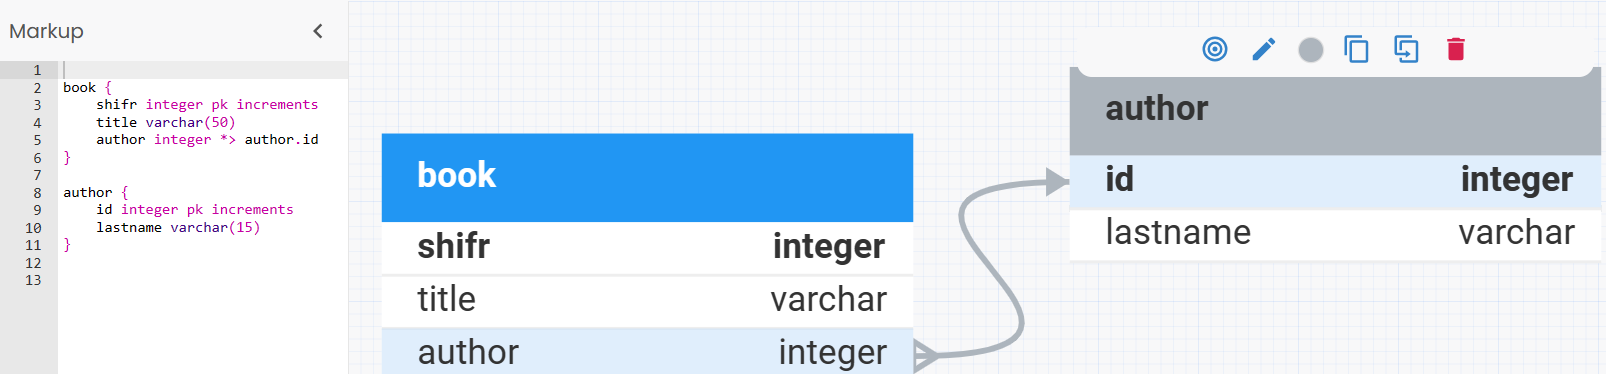 Markup
1
2 book {
3 shifr integer pk increments
4 title varchar(50)
5 author integer *> author.id
6 }
7
8 author {
9 id integer pk increments
10 lastname varchar(15)
11 }
12
13
book
shifr integer
title varchar
author integer
author
id integer
lastname varchar